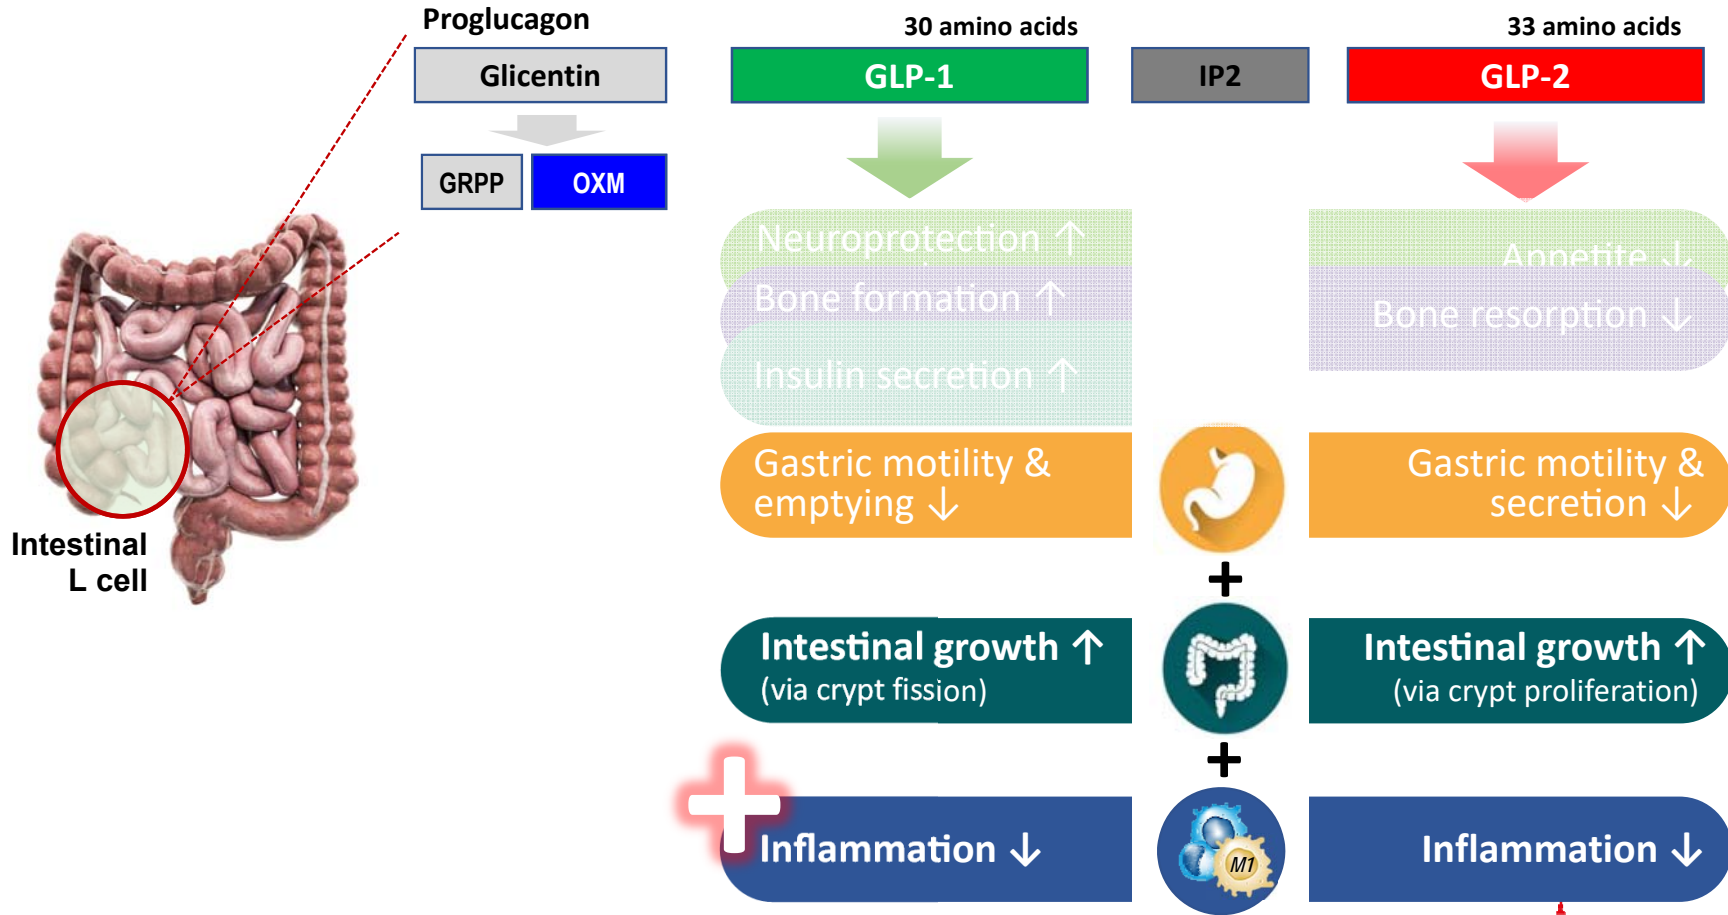 Proglucagon
30 amino acids
33 amino acids
Glicentin
GLP-1
IP2
GLP-2
GRPP
OXM
Neuroprotection ↑
Bone formation ↑
Bone resorption ↓
Insulin secretion ↑
Gastric motility &
emptying ↓
Gastric motility &
secretion ↓
Intestinal
L cell
+
Intestinal growth ↑
(via crypt fission)
Intestinal growth ↑
(via crypt proliferation)
+
Inflammation ↓
M1
Inflammation ↓